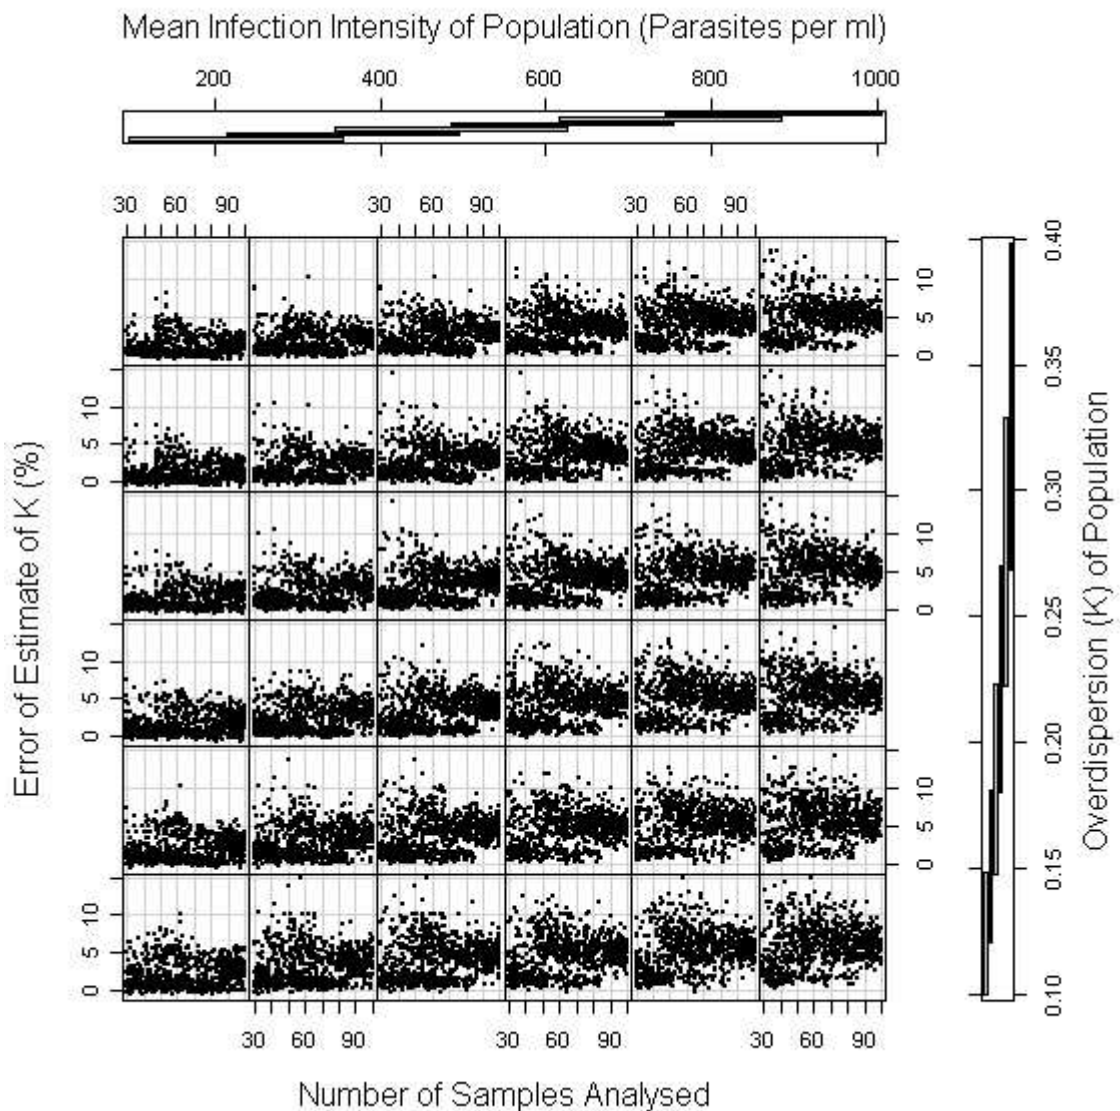 Mean Infection Intensity of Population (Parasites per ml)
200 400 600 800 1000
30 60 90 30 60 90 30 60 90
0 5 10
0 5 10
0 5 10
0 5 10
0 5 10
0 5 10
Error of Estimate of K (%)
0.10 0.15 0.20 0.25 0.30 0.35 0.40
Overdispersion (K) of Population
30 60 90 30 60 90 30 60 90
Number of Samples Analysed